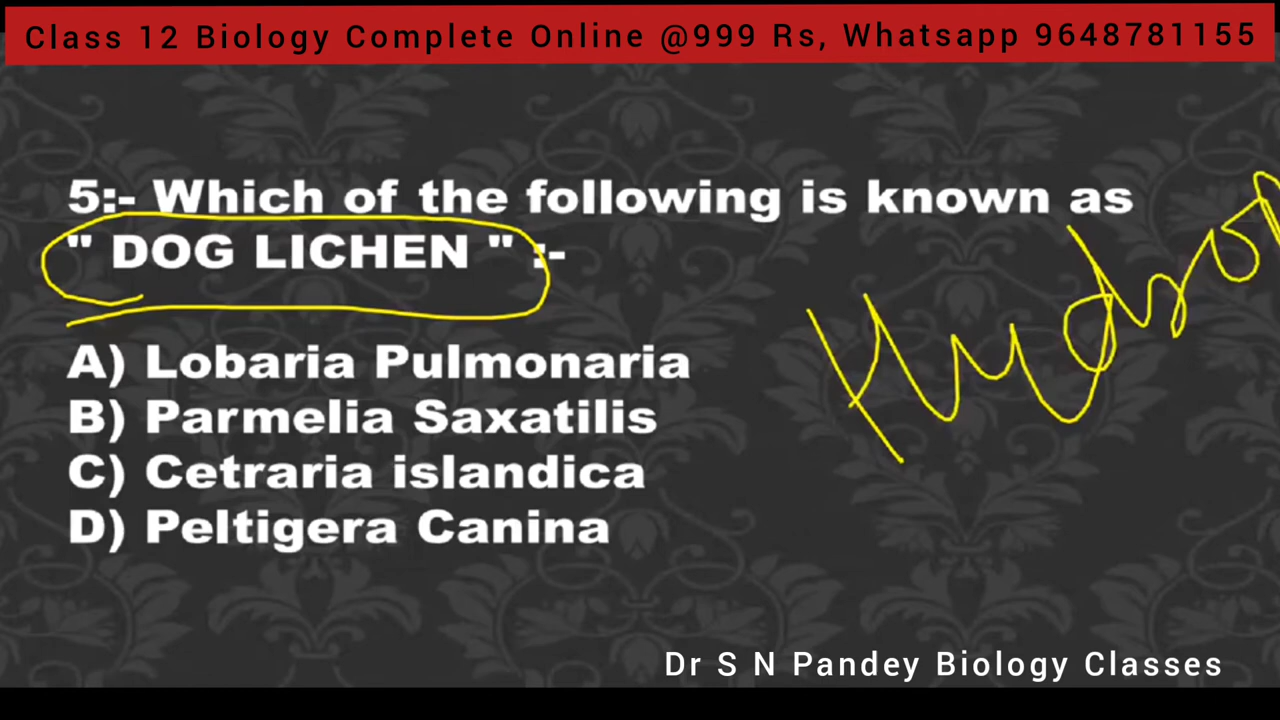 Class 12 Biology Complete Online @999 Rs, Whatsapp 9648781155
5:- Which of the following is known as
" DOG LICHEN " :-
A) Lobaria Pulmonaria
B) Parmelia Saxatilis
C) Cetraria islandica
D) Peltigera Canina
Dr S N Pandey Biology Classes